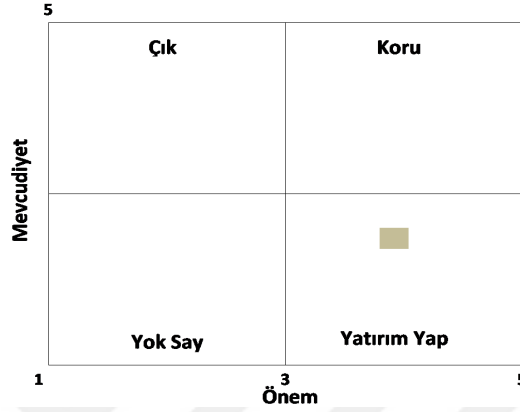 5
Çık
Koru
Mevcudiyet
Yok Say
Yatırım Yap
1
3
5
Önem